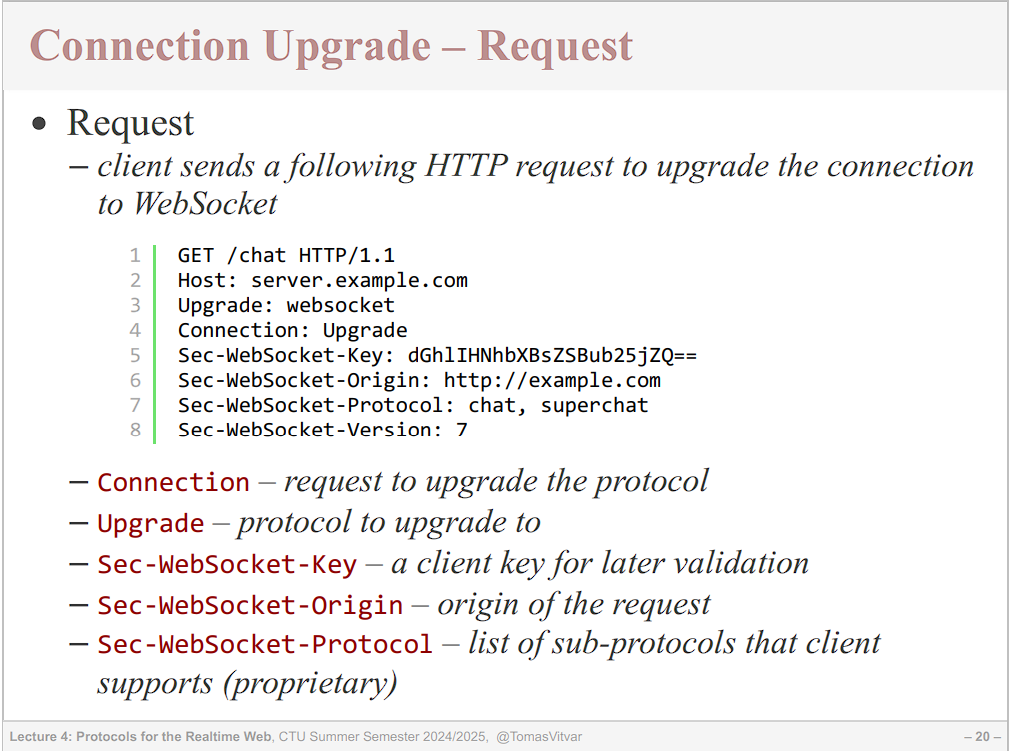 Connection Upgrade – Request
• Request
– client sends a following HTTP request to upgrade the connection
to WebSocket
1 GET /chat HTTP/1.1
2 Host: server.example.com
3 Upgrade: websocket
4 Connection: Upgrade
5 Sec-WebSocket-Key: dGhlIHNhbXBsZSBub25jZQ==
6 Sec-WebSocket-Origin: http://example.com
7 Sec-WebSocket-Protocol: chat, superchat
8 Sec-WebSocket-Version: 7
– Connection – request to upgrade the protocol
– Upgrade – protocol to upgrade to
– Sec-WebSocket-Key – a client key for later validation
– Sec-WebSocket-Origin – origin of the request
– Sec-WebSocket-Protocol – list of sub-protocols that client
supports (proprietary)
Lecture 4: Protocols for the Realtime Web, CTU Summer Semester 2024/2025, @TomasVitvar – 20 –